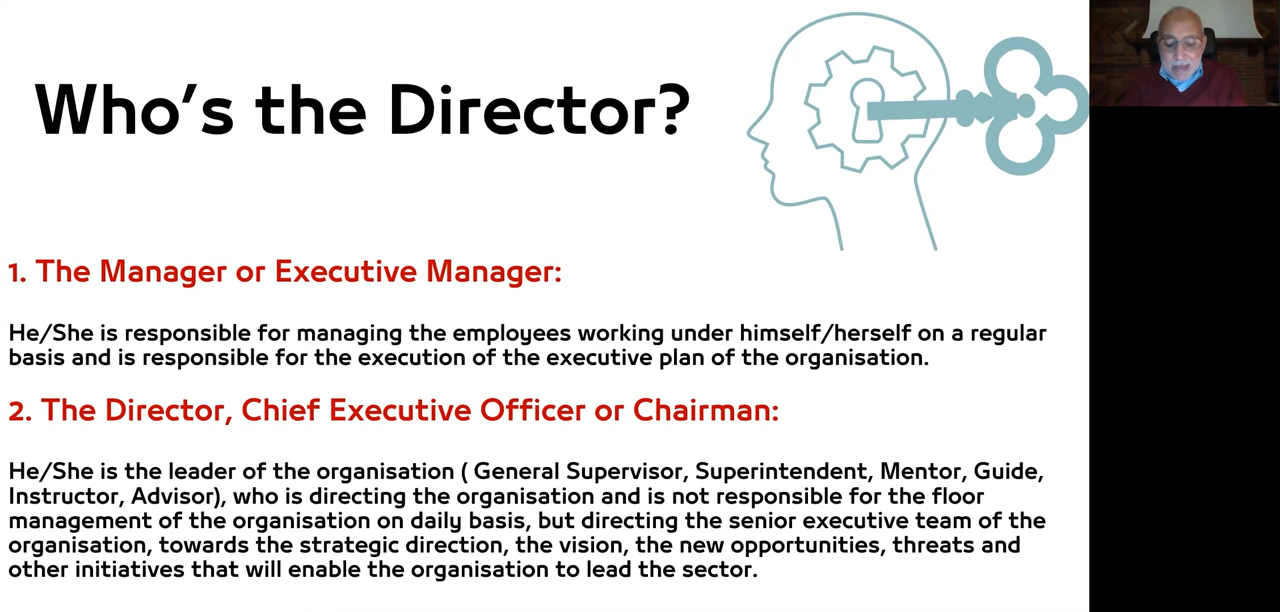 Who's the Director?
1. The Manager or Executive Manager:
He/She is responsible for managing the employees working under himself/herself on a regular
basis and is responsible for the execution of the executive plan of the organisation.
2. The Director, Chief Executive Officer or Chairman:
He/She is the leader of the organisation ( General Supervisor, Superintendent, Mentor, Guide,
Instructor, Advisor), who is directing the organisation and is not responsible for the floor
management of the organisation on daily basis, but directing the senior executive team of the
organisation, towards the strategic direction, the vision, the new opportunities, threats and
other initiatives that will enable the organisation to lead the sector.